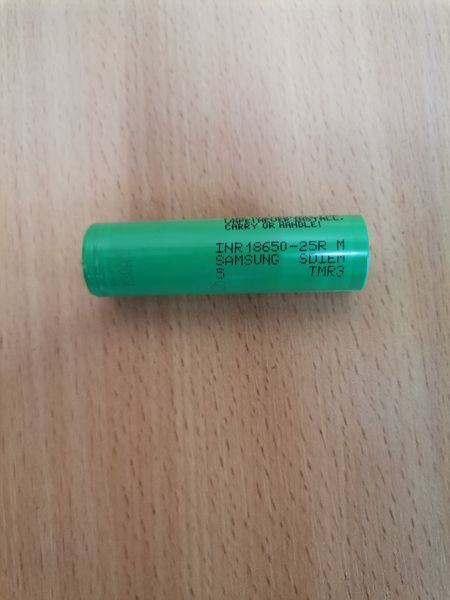 CARRY OR HANDLE!
INR18650-25R M
SAMSUNG SDIEM
S TMR3